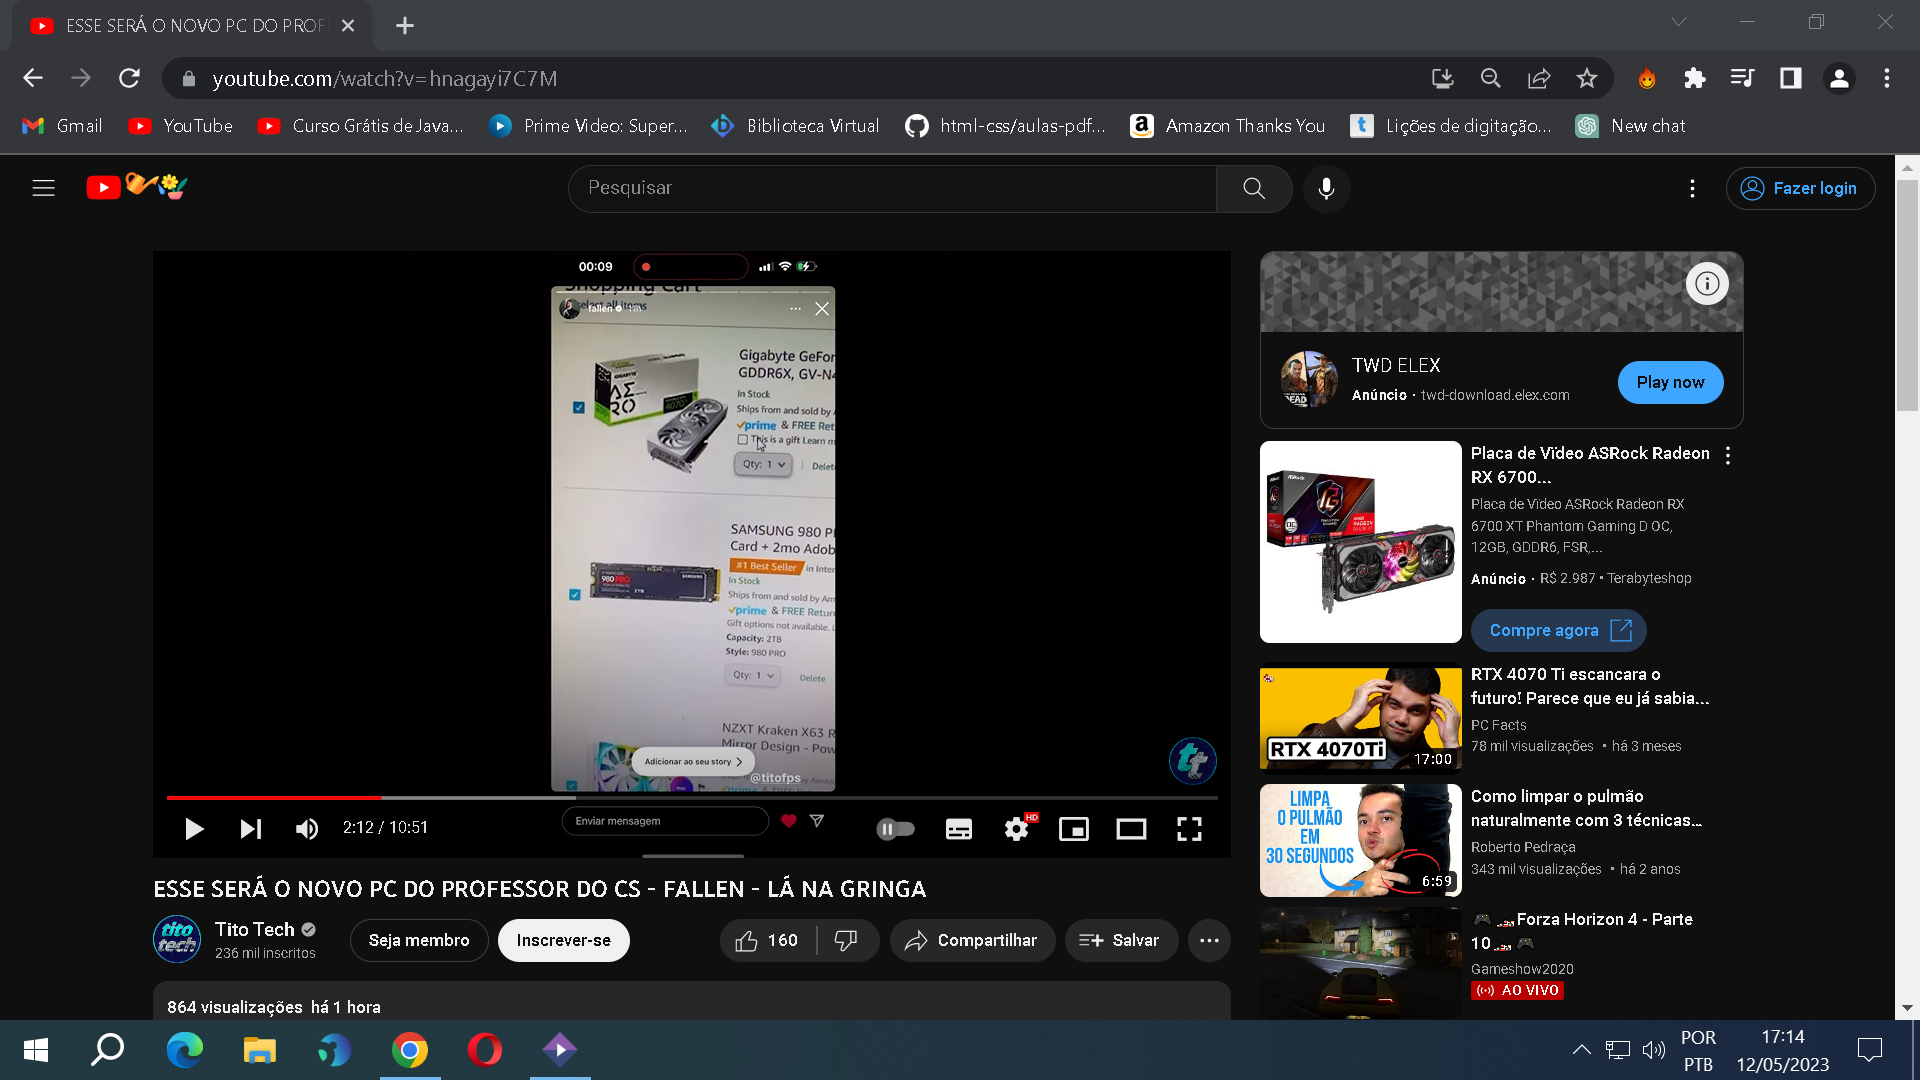 ESSE SERÁ O NOVO PC DO PROF
youtube.com/watch?v=hnagayi7C7M
Gmail
YouTube
Curso Grátis de Java...
Prime Video: Super...
Biblioteca Virtual
html-css/aulas-pdf...
Amazon Thanks You
Lições de digitação...
New chat
Pesquisar
Fazer login
00:09
Shopping Cart
select all items
fallen
Gigabyte GeFor
GDDR6X, GV-N4
In Stock
Ships from and sold by
prime & FREE Ret
This is a gift Learn m
Qty: 1
Delet
SAMSUNG 980 P
Card + 2mo Adob
#1 Best Seller in Inter
In Stock
Ships from and sold by Am
prime & FREE Retur
Gift options not available.
Capacity: 2TB
Style: 980 PRO
Qty: 1
Delete
NZXT Kraken X63 R
Mirror Design - Pow
Adicionar ao seu story
@titofps
Enviar mensagem
2:12 / 10:51
HD
ESSE SERÁ O NOVO PC DO PROFESSOR DO CS - FALLEN - LÁ NA GRINGA
tito tech
Tito Tech
236 mil inscritos
Seja membro
Inscrever-se
160
Compartilhar
Salvar
864 visualizações há 1 hora
TWD ELEX
Anúncio · twd-download.elex.com
Play now
Placa de Vídeo ASRock Radeon
RX 6700...
Placa de Vídeo ASRock Radeon RX
6700 XT Phantom Gaming D OC,
12GB, GDDR6, FSR,...
Anúncio · R$ 2.987 • Terabyteshop
Compre agora
RTX 4070Ti
17:00
RTX 4070 Ti escancara o
futuro! Parece que eu já sabia...
PC Facts
78 mil visualizações • há 3 meses
LIMPA
O PULMÃO
EM
30 SEGUNDOS
6:59
Como limpar o pulmão
naturalmente com 3 técnicas...
Roberto Pedraça
343 mil visualizações • há 2 anos
🎮🏎️Forza Horizon 4 - Parte
10🏎️🎮
Gameshow2020
AO VIVO
POR
PTB
17:14
12/05/2023